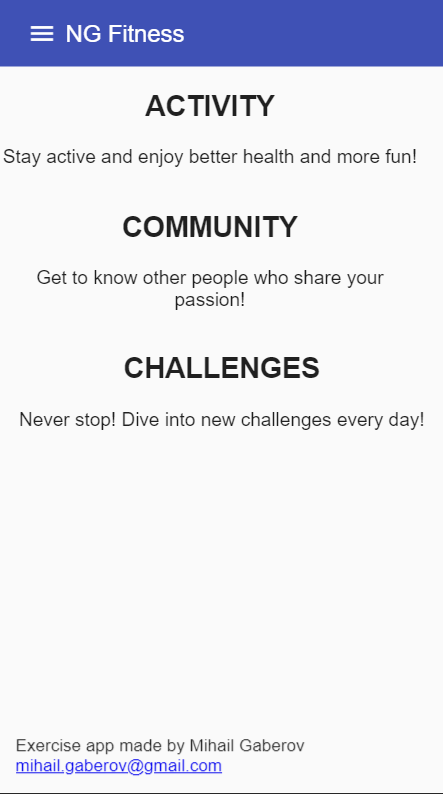 NG Fitness
ACTIVITY
Stay active and enjoy better health and more fun!
COMMUNITY
Get to know other people who share your
passion!
CHALLENGES
Never stop! Dive into new challenges every day!
Exercise app made by Mihail Gaberov
mihail.gaberov@gmail.com